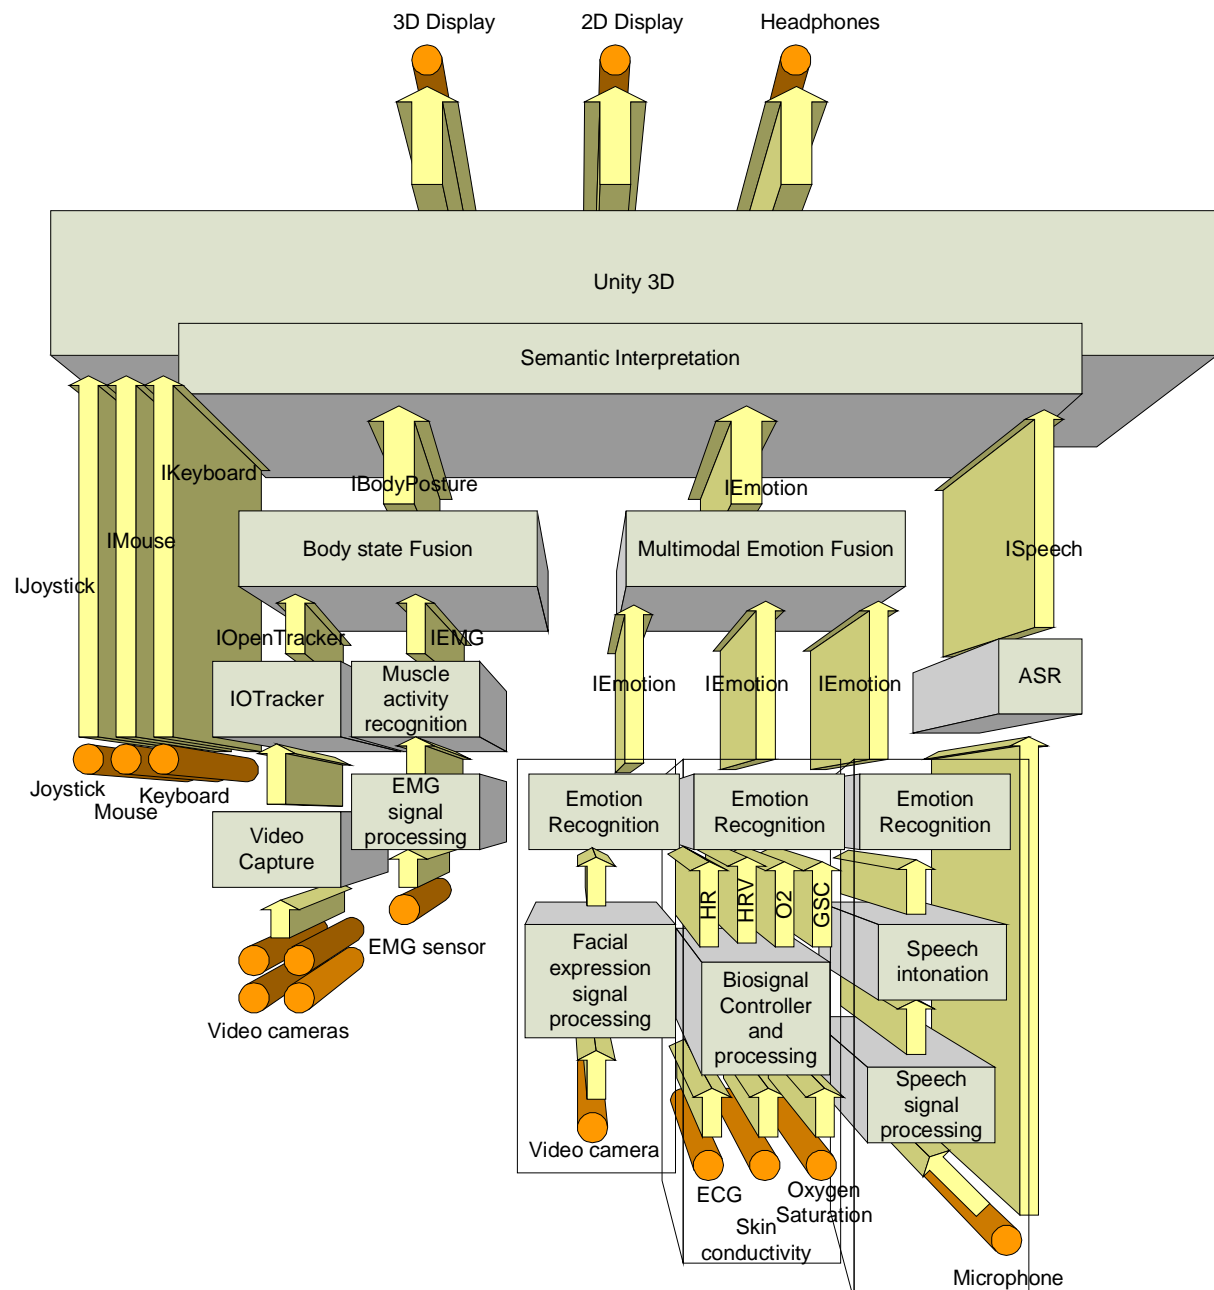 3D Display
2D Display
Headphones
Unity 3D
Semantic Interpretation
IKeyboard
IBodyPosture
IEmotion
IMouse
Body state Fusion
Multimodal Emotion Fusion
ISpeech
IJoystick
IOpenTracker
IEMG
IOTracker
Muscle
activity
recognition
IEmotion
IEmotion
IEmotion
ASR
Joystick
Mouse
Keyboard
Video
Capture
EMG
signal
processing
Emotion
Recognition
Emotion
Recognition
Emotion
Recognition
HR
HRV
O2
GSC
EMG sensor
Video cameras
Facial
expression
signal
processing
Biosignal
Controller
and
processing
Speech
intonation
Speech
signal
processing
Video camera
ECG
Oxygen
Saturation
Skin
conductivity
Microphone